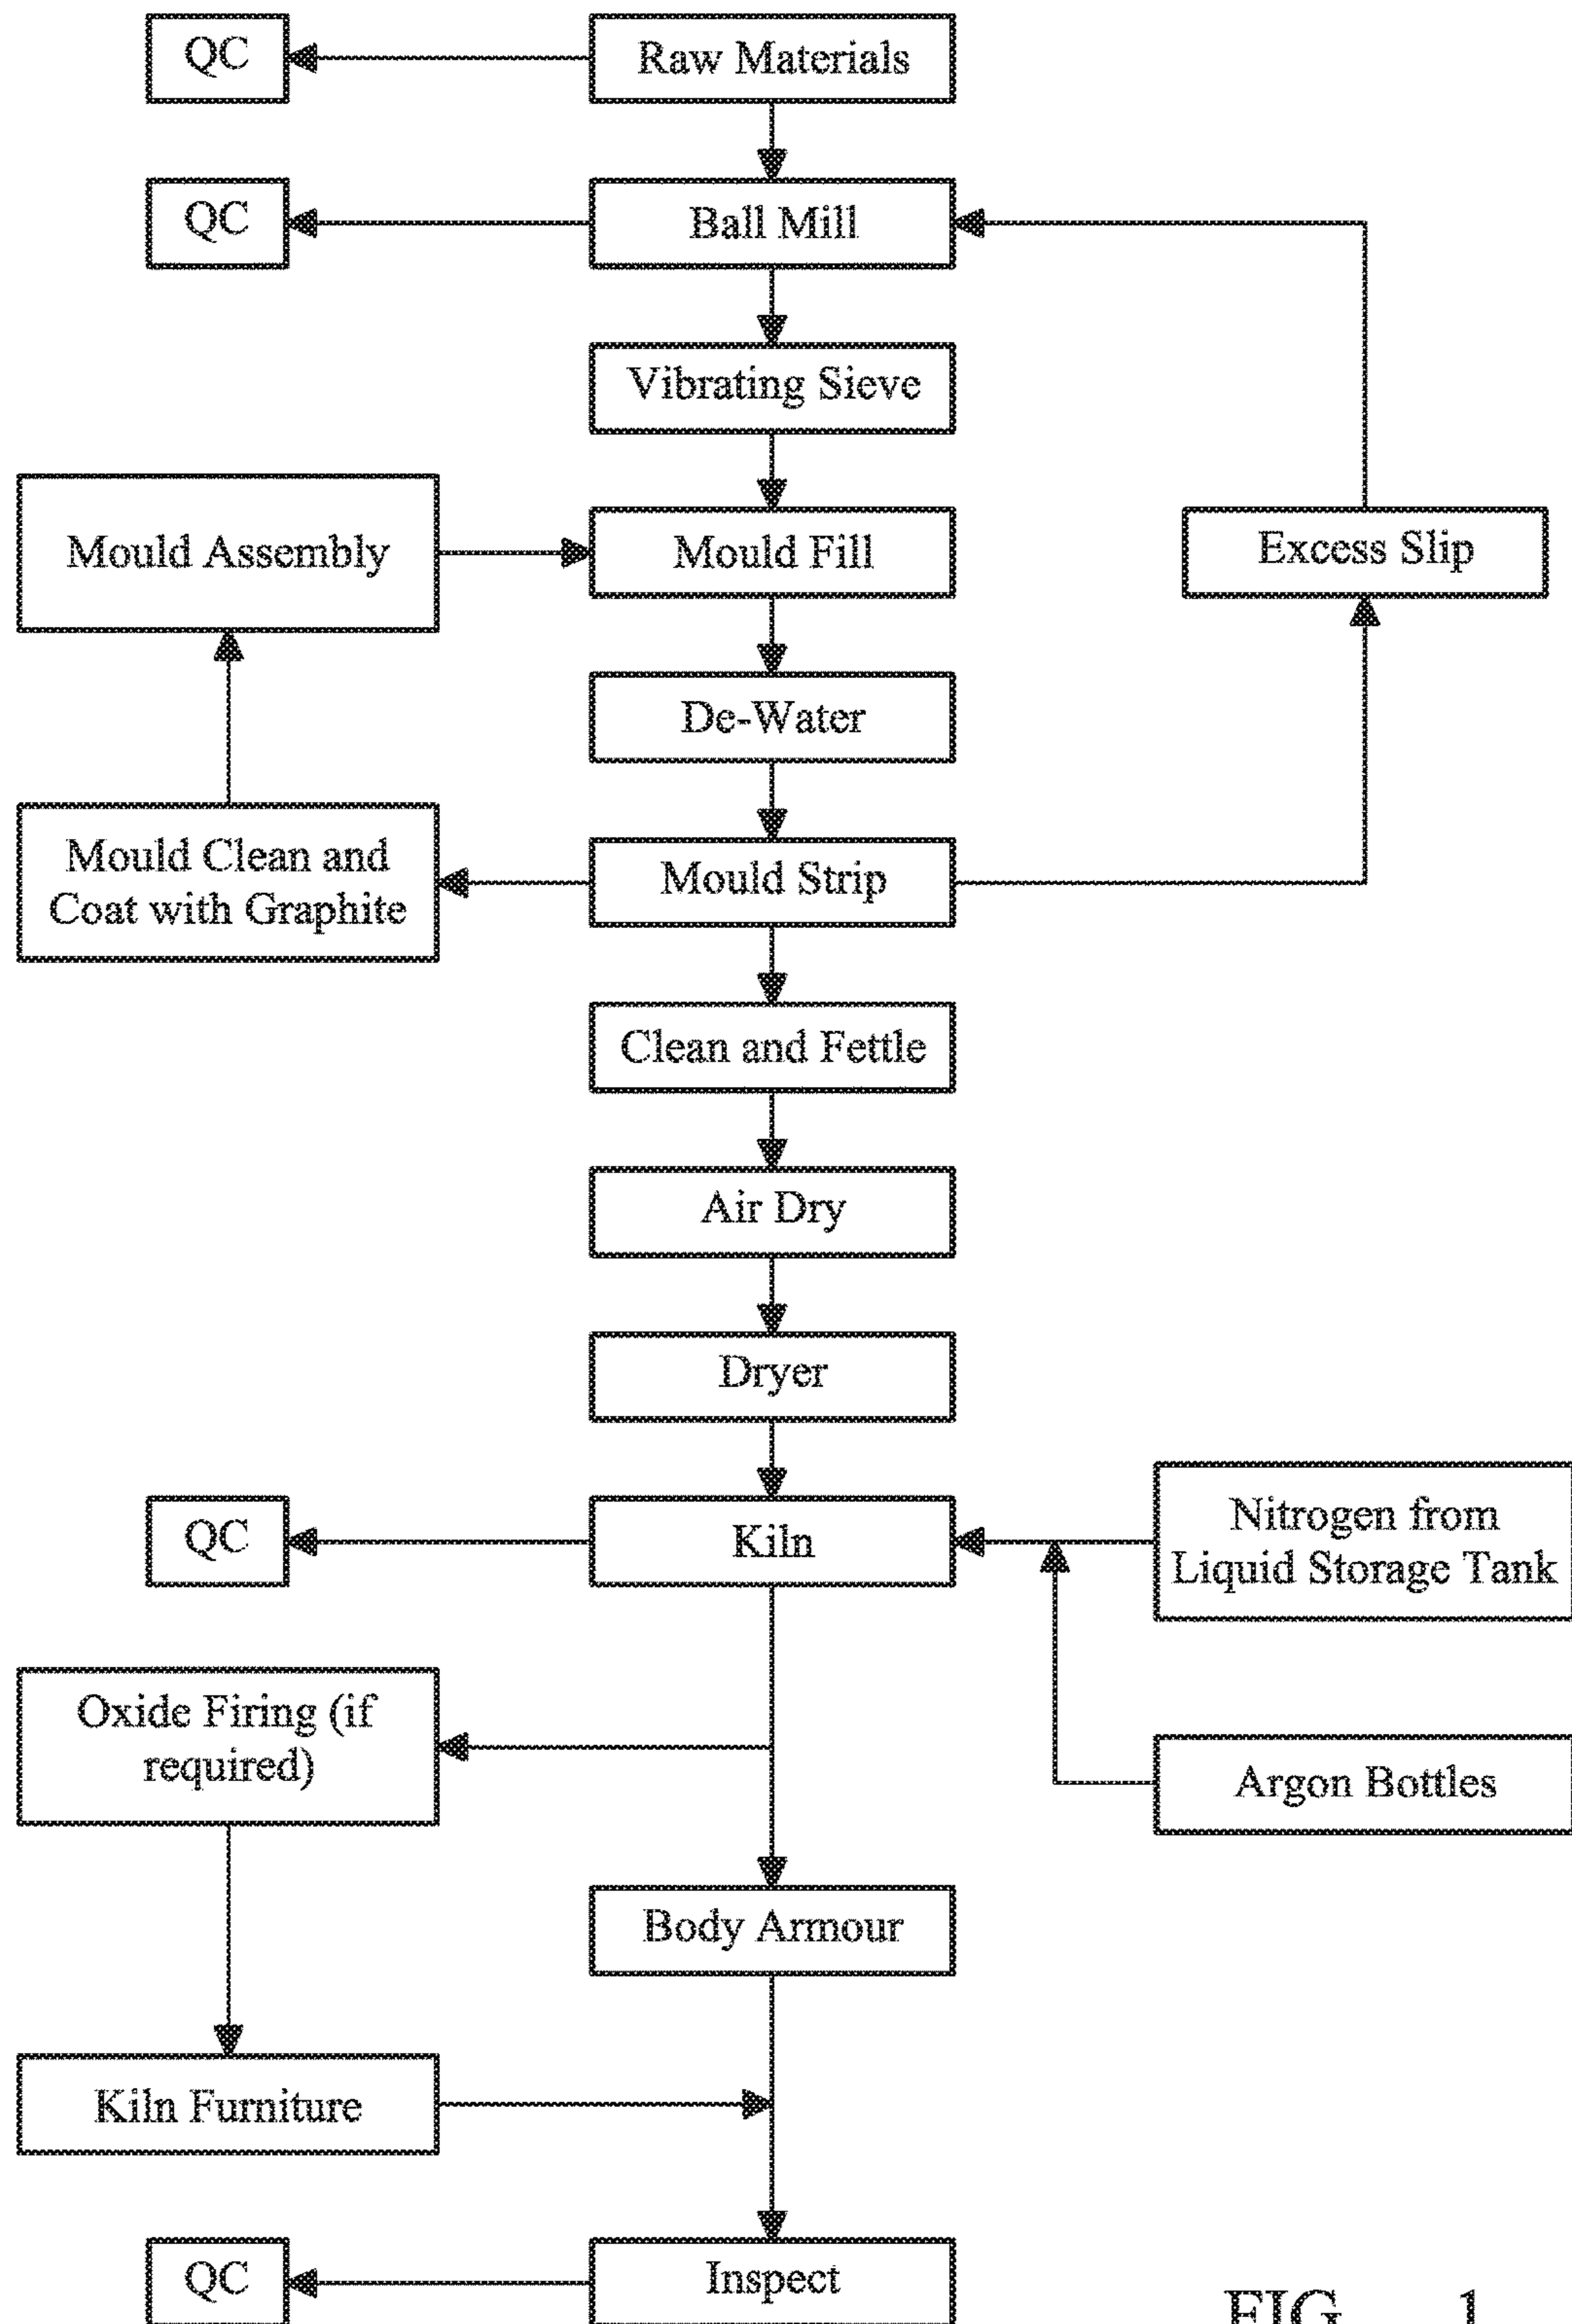 QC
Raw Materials
QC
Ball Mill
Vibrating Sieve
Mould Assembly
Mould Fill
Excess Slip
De-Water
Mould Clean and
Coat with Graphite
Mould Strip
Clean and Fettle
Air Dry
Dryer
QC
Kiln
Nitrogen from
Liquid Storage Tank
Oxide Firing (if
required)
Argon Bottles
Body Armour
Kiln Furniture
QC
Inspect
FIG. 1